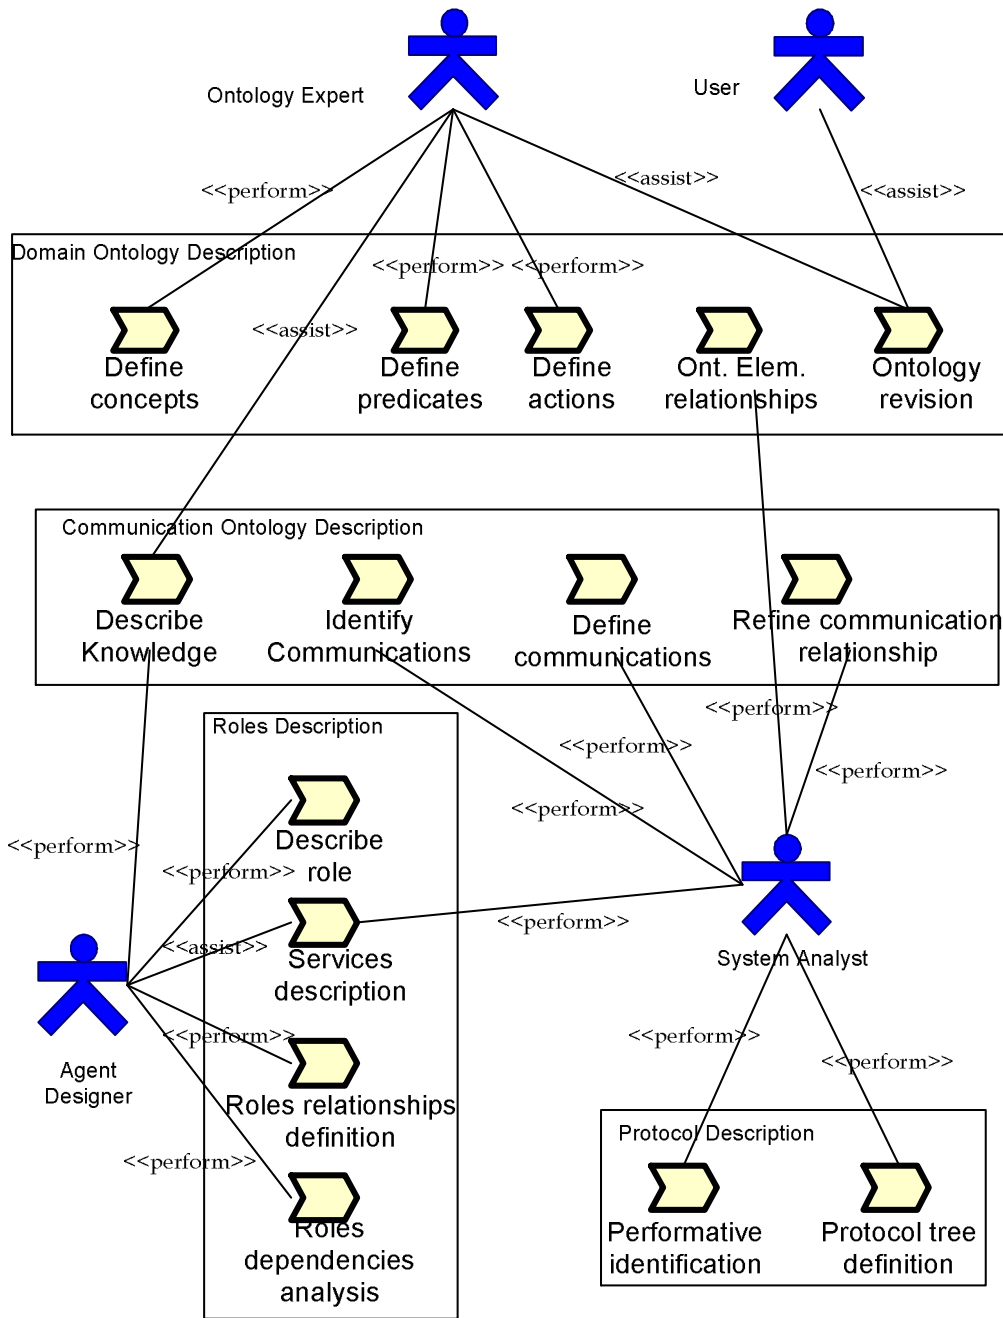 Ontology Expert
User
<<perform>>
<<assist>>
<<assist>>
Domain Ontology Description
<<perform>>
<<perform>>
<<assist>>
Define
concepts
Define
predicates
Define
actions
Ont. Elem.
relationships
Ontology
revision
Communication Ontology Description
Describe
Knowledge
Identify
Communications
Define
communications
Refine communication
relationship
<<perform>>
Roles Description
<<perform>>
<<perform>>
<<perform>>
<<perform>>
Describe
role
<<perform>>
<<perform>>
<<assist>>
Services
description
System Analyst
<<perform>>
<<perform>>
<<perform>>
Agent
Designer
Roles relationships
definition
<<perform>>
Protocol Description
Roles
dependencies
analysis
Performative
identification
Protocol tree
definition